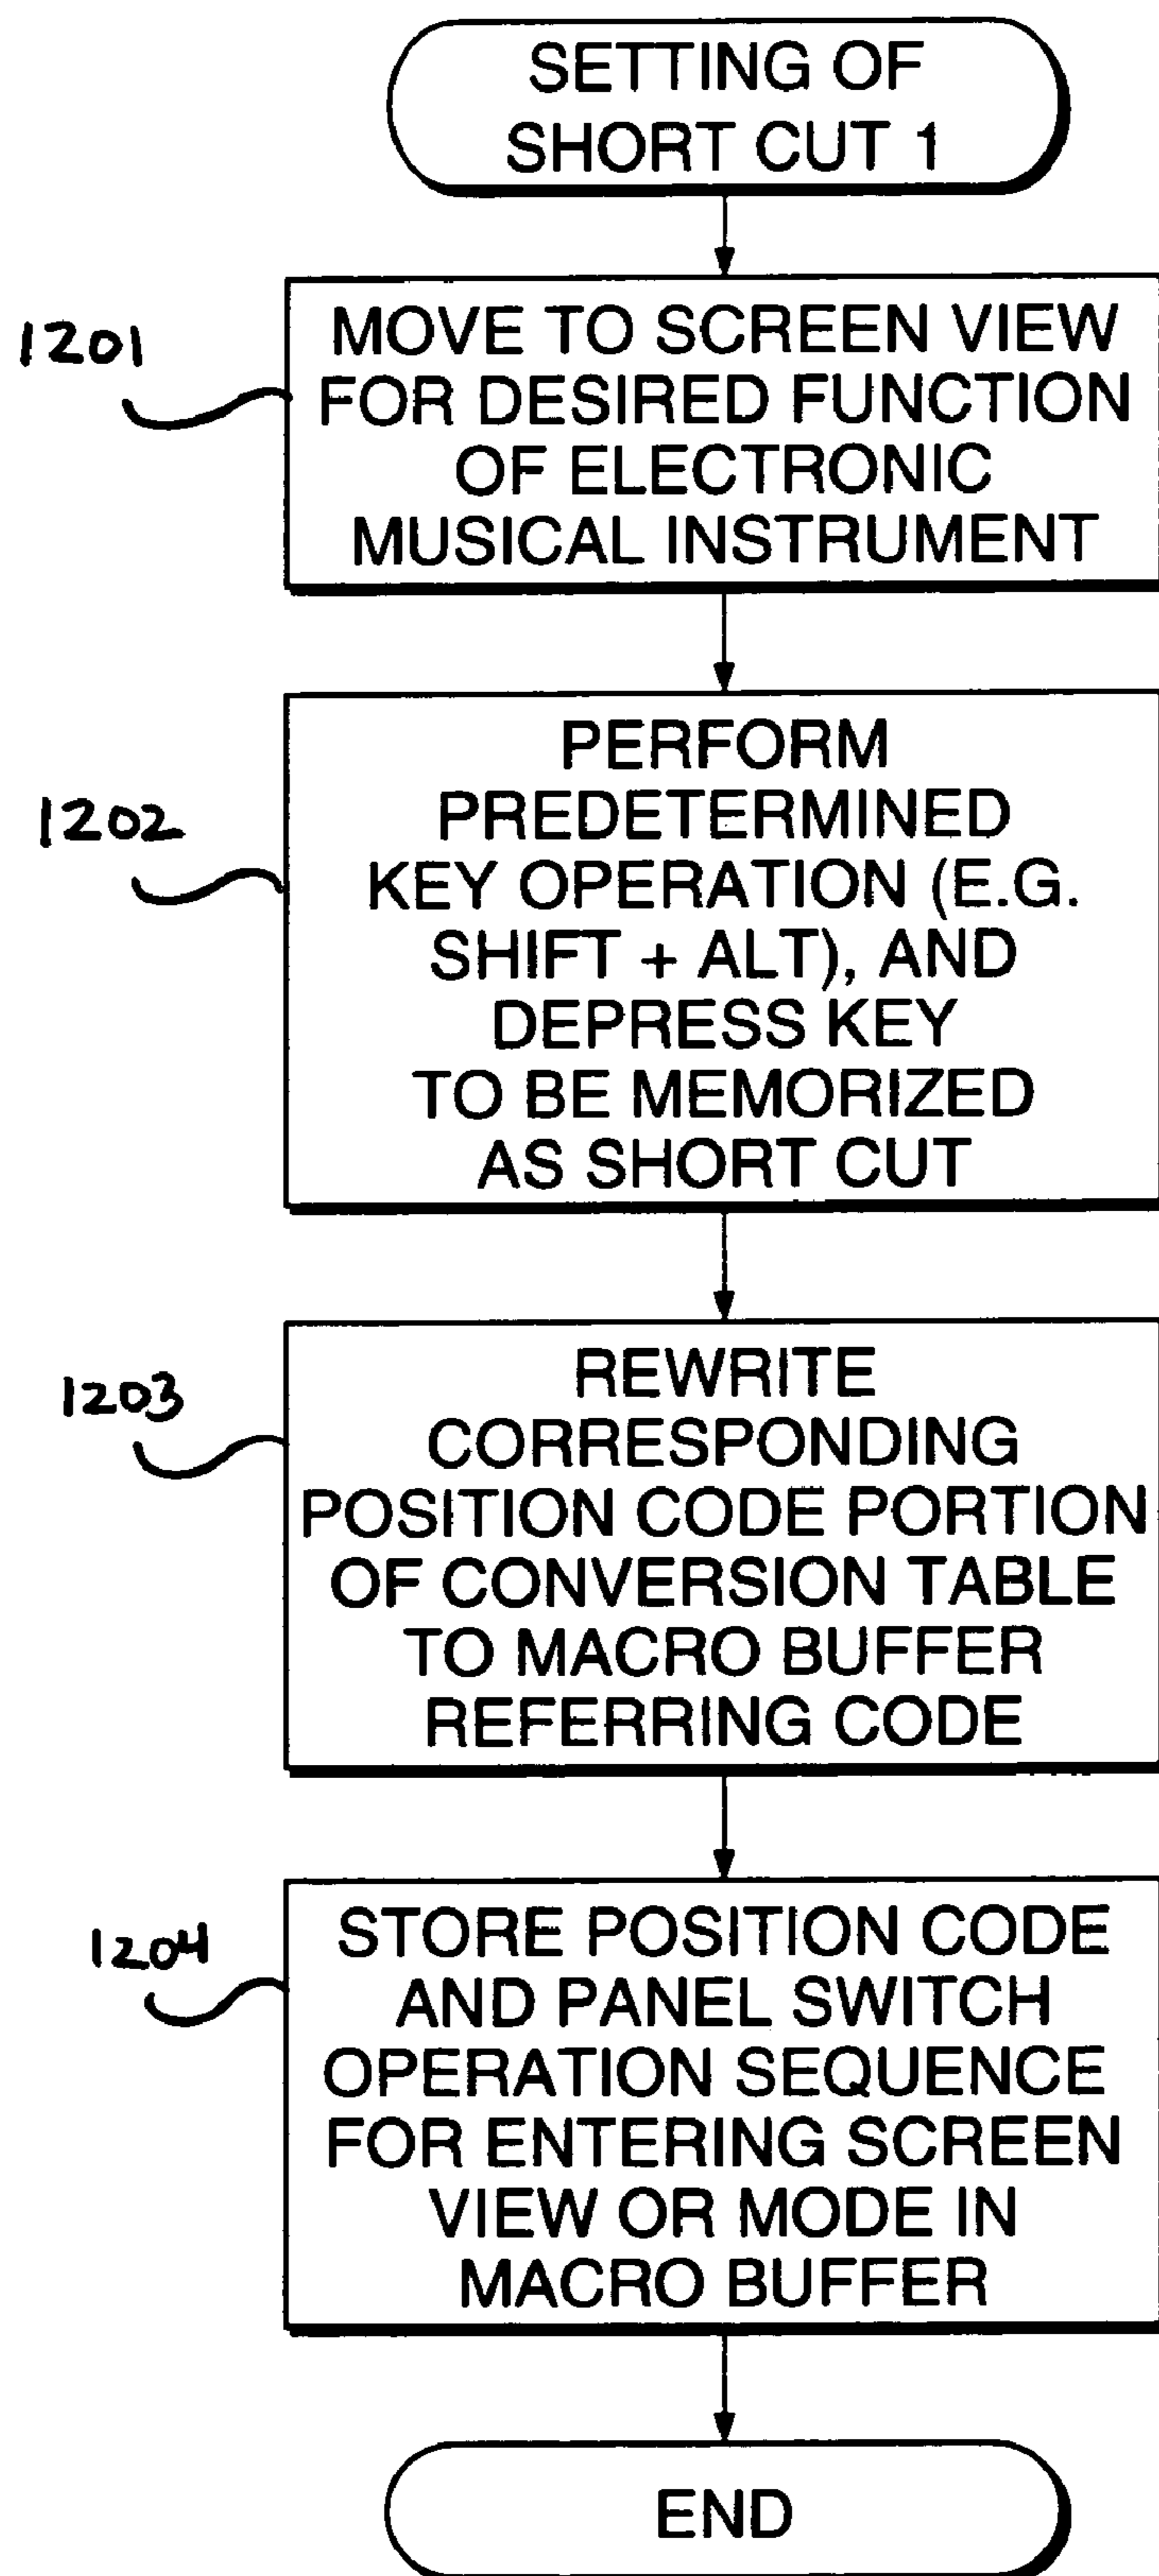 SETTING OF
SHORT CUT 1
1201
MOVE TO SCREEN VIEW
FOR DESIRED FUNCTION
OF ELECTRONIC
MUSICAL INSTRUMENT
1202
PERFORM
PREDETERMINED
KEY OPERATION (E.G.
SHIFT + ALT), AND
DEPRESS KEY
TO BE MEMORIZED
AS SHORT CUT
1203
REWRITE
CORRESPONDING
POSITION CODE PORTION
OF CONVERSION TABLE
TO MACRO BUFFER
REFERRING CODE
1204
STORE POSITION CODE
AND PANEL SWITCH
OPERATION SEQUENCE
FOR ENTERING SCREEN
VIEW OR MODE IN
MACRO BUFFER
END